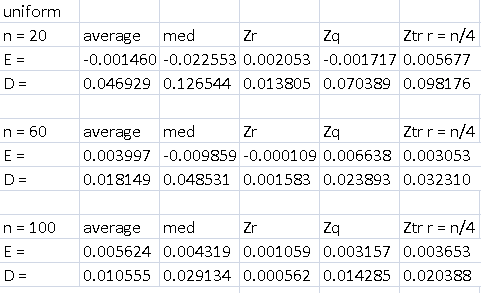 uniform
n = 20 average med Zr Zq Ztr r = n/4
E = -0.001460 -0.022553 0.002053 -0.001717 0.005677
D = 0.046929 0.126544 0.013805 0.070389 0.098176
n = 60 average med Zr Zq Ztr r = n/4
E = 0.003997 -0.009859 -0.000109 0.006638 0.003053
D = 0.018149 0.048531 0.001583 0.023893 0.032310
n = 100 average med Zr Zq Ztr r = n/4
E = 0.005624 0.004319 0.001059 0.003157 0.003653
D = 0.010555 0.029134 0.000562 0.014285 0.020388